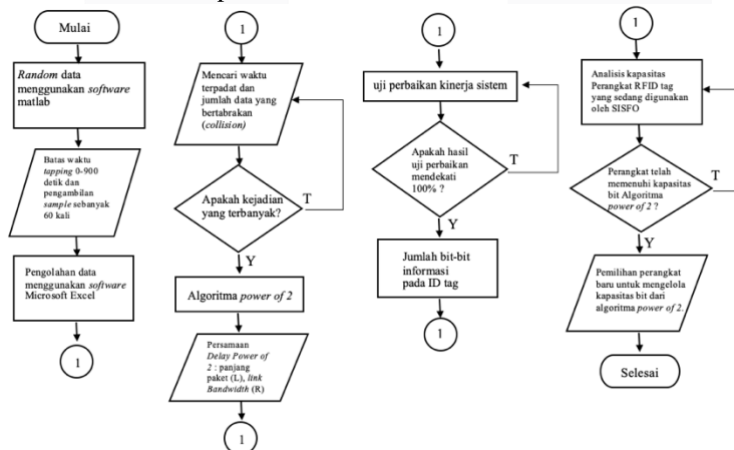 Mulai
Random data
menggunakan software
matlab
Batas waktu
tapping 0-900
detik dan
pengambilan
sample sebanyak
60 kali
Pengolahan data
menggunakan software
Microsoft Excel
1
1
Mencari waktu
terpadat dan
jumlah data yang
bertabrakan
(collision)
Apakah kejadian
yang terbanyak?
T
Y
Algoritma power of 2
Persamaan
Delay Power of
2 : panjang
paket (L), link
Bandwidth (R)
1
1
uji perbaikan kinerja sistem
Apakah hasil
uji perbaikan
mendekati
100% ?
T
Y
Jumlah bit-bit
informasi
pada ID tag
1
1
Analisis kapasitas
Perangkat RFID tag
yang sedang digunakan
oleh SISFO
Perangkat telah
memenuhi kapasitas
bit Algoritma
power of 2 ?
T
Y
Pemilihan perangkat
baru untuk mengelola
kapasitas bit dari
algoritma power of 2.
Selesai